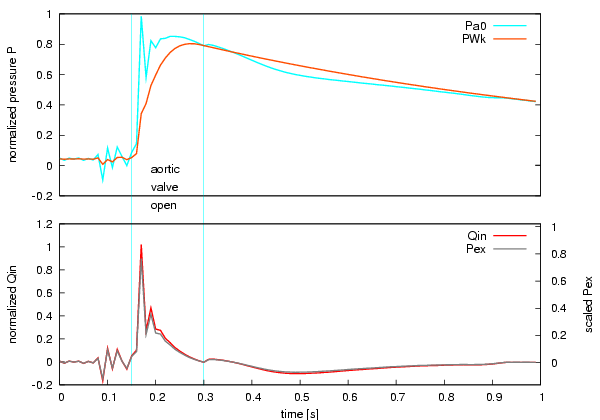 1
0.8
0.6
0.4
0.2
0
-0.2
normalized pressure P
Pa0
PWk
aortic
valve
open
1.2
1
0.8
0.6
0.4
0.2
0
-0.2
normalized Qin
Qin
Pex
1
0.8
0.6
0.4
0.2
0
scaled Pex
0 0.1 0.2 0.3 0.4 0.5 0.6 0.7 0.8 0.9 1
time [s]